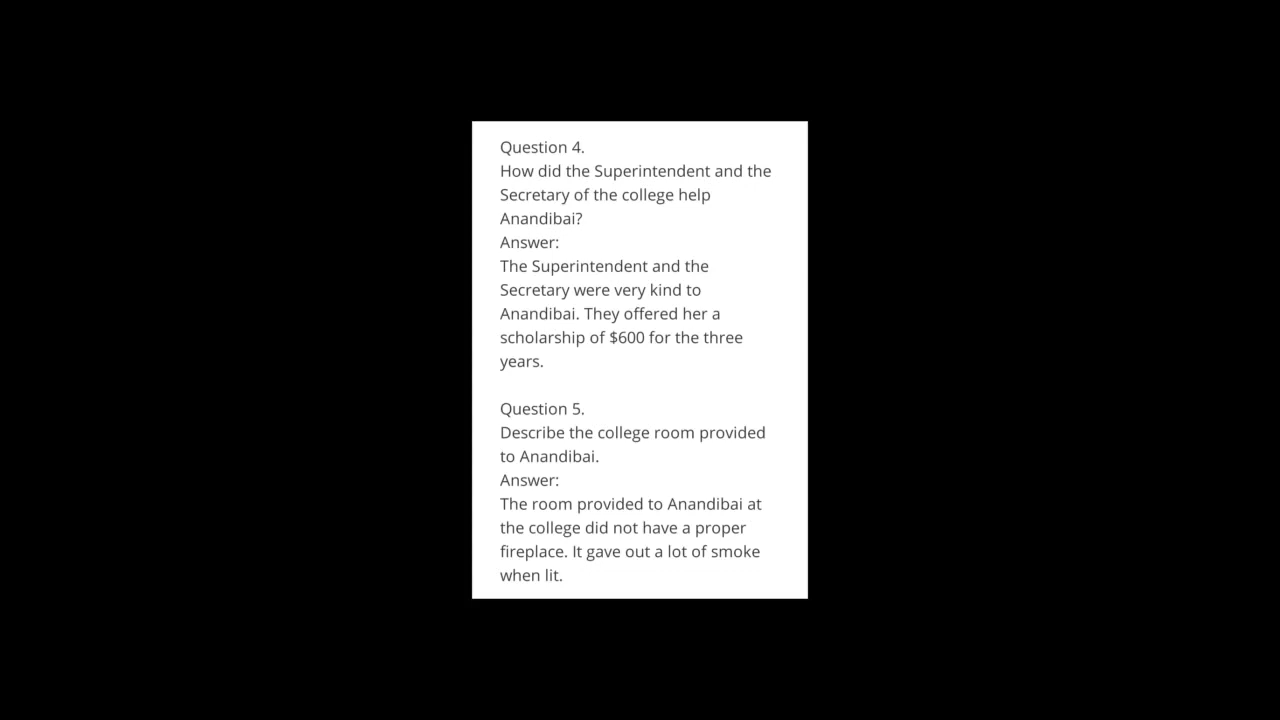 Question 4.
How did the Superintendent and the
Secretary of the college help
Anandibai?
Answer:
The Superintendent and the
Secretary were very kind to
Anandibai. They offered her a
scholarship of $600 for the three
years.
Question 5.
Describe the college room provided
to Anandibai.
Answer:
The room provided to Anandibai at
the college did not have a proper
fireplace. It gave out a lot of smoke
when lit.